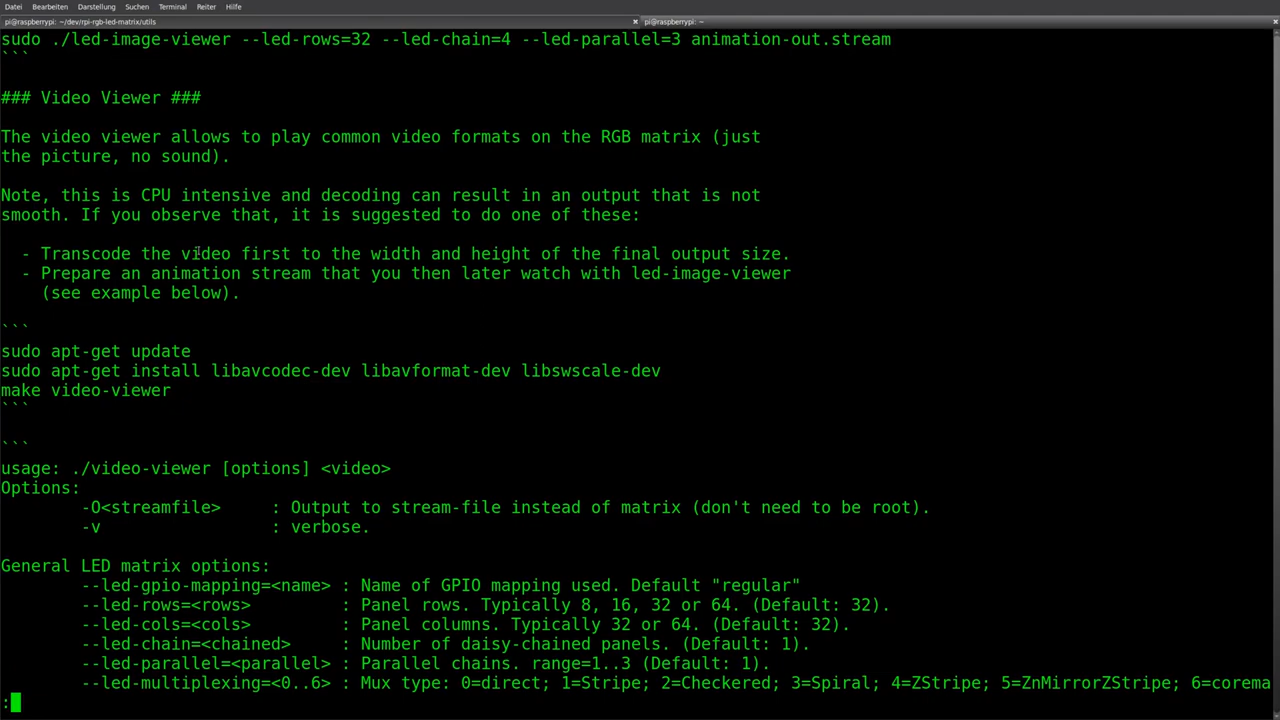 Datei Bearbeiten Darstellung Suchen Terminal Reiter Hilfe
pi@raspberrypi: ~/dev/rpi-rgb-led-matrix/utils × pi@raspberrypi: ~ ×
sudo ./led-image-viewer --led-rows=32 --led-chain=4 --led-parallel=3 animation-out.stream
```
### Video Viewer ###
The video viewer allows to play common video formats on the RGB matrix (just
the picture, no sound).
Note, this is CPU intensive and decoding can result in an output that is not
smooth. If you observe that, it is suggested to do one of these:
- Transcode the video first to the width and height of the final output size.
- Prepare an animation stream that you then later watch with led-image-viewer
(see example below).
```
sudo apt-get update
sudo apt-get install libavcodec-dev libavformat-dev libswscale-dev
make video-viewer
```
```
usage: ./video-viewer [options] <video>
Options:
-O<streamfile> : Output to stream-file instead of matrix (don't need to be root).
-v : verbose.
General LED matrix options:
--led-gpio-mapping=<name> : Name of GPIO mapping used. Default "regular"
--led-rows=<rows> : Panel rows. Typically 8, 16, 32 or 64. (Default: 32).
--led-cols=<cols> : Panel columns. Typically 32 or 64. (Default: 32).
--led-chain=<chained> : Number of daisy-chained panels. (Default: 1).
--led-parallel=<parallel> : Parallel chains. range=1..3 (Default: 1).
--led-multiplexing=<0..6> : Mux type: 0=direct; 1=Stripe; 2=Checkered; 3=Spiral; 4=ZStripe; 5=ZnMirrorZStripe; 6=corema
: